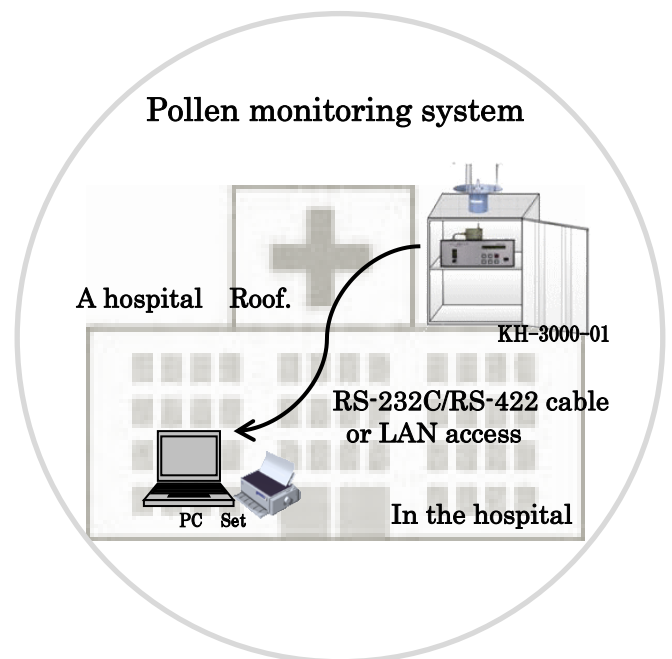 Pollen monitoring system
A hospital Roof.
KH-3000-01
RS-232C/RS-422 cable
or LAN access
PC Set
In the hospital